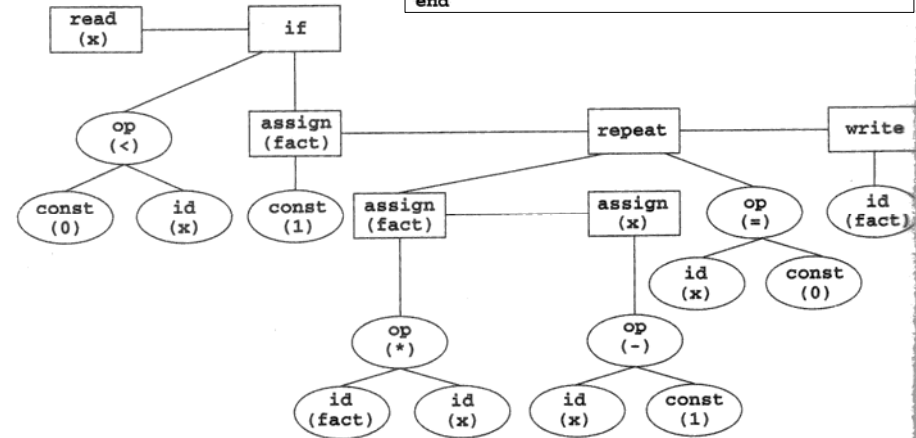 end
read
(x)
if
op
(<)
assign
(fact)
repeat
write
const
(0)
id
(x)
const
(1)
assign
(fact)
assign
(x)
op
(=)
id
(fact)
id
(x)
const
(0)
op
(*)
op
(-)
id
(fact)
id
(x)
id
(x)
const
(1)